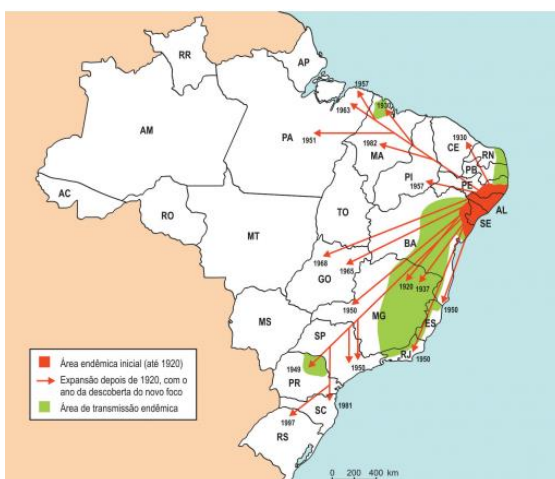 RR
AP
1957
1930
1963
AM
PA
1951
1982
MA
CE
1930
RN
PB
PE
PI
1957
AL
SE
AC
RO
TO
BA
MT
1968
1965
GO
1920
1937
1950
MG
ES
1950
MS
SP
RJ
1950
1949
1950
PR
SC
1981
1997
RS
Área endêmica inicial (até 1920)
Expansão depois de 1920, com o
ano da descoberta do novo foco
Área de transmissão endêmica
0 200 400 km